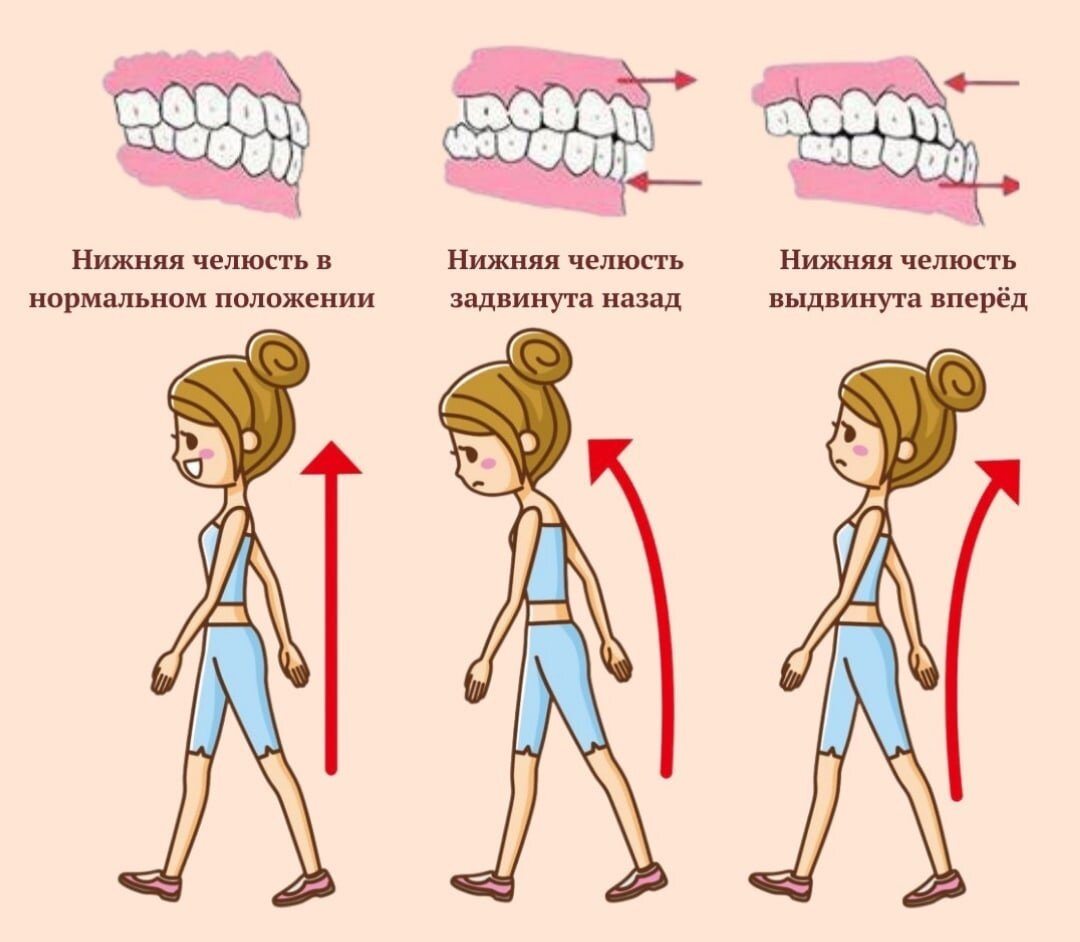 Нижняя челюсть в
нормальном положении
Нижняя челюсть
задвинута назад
Нижняя челюсть
выдвинута вперёд